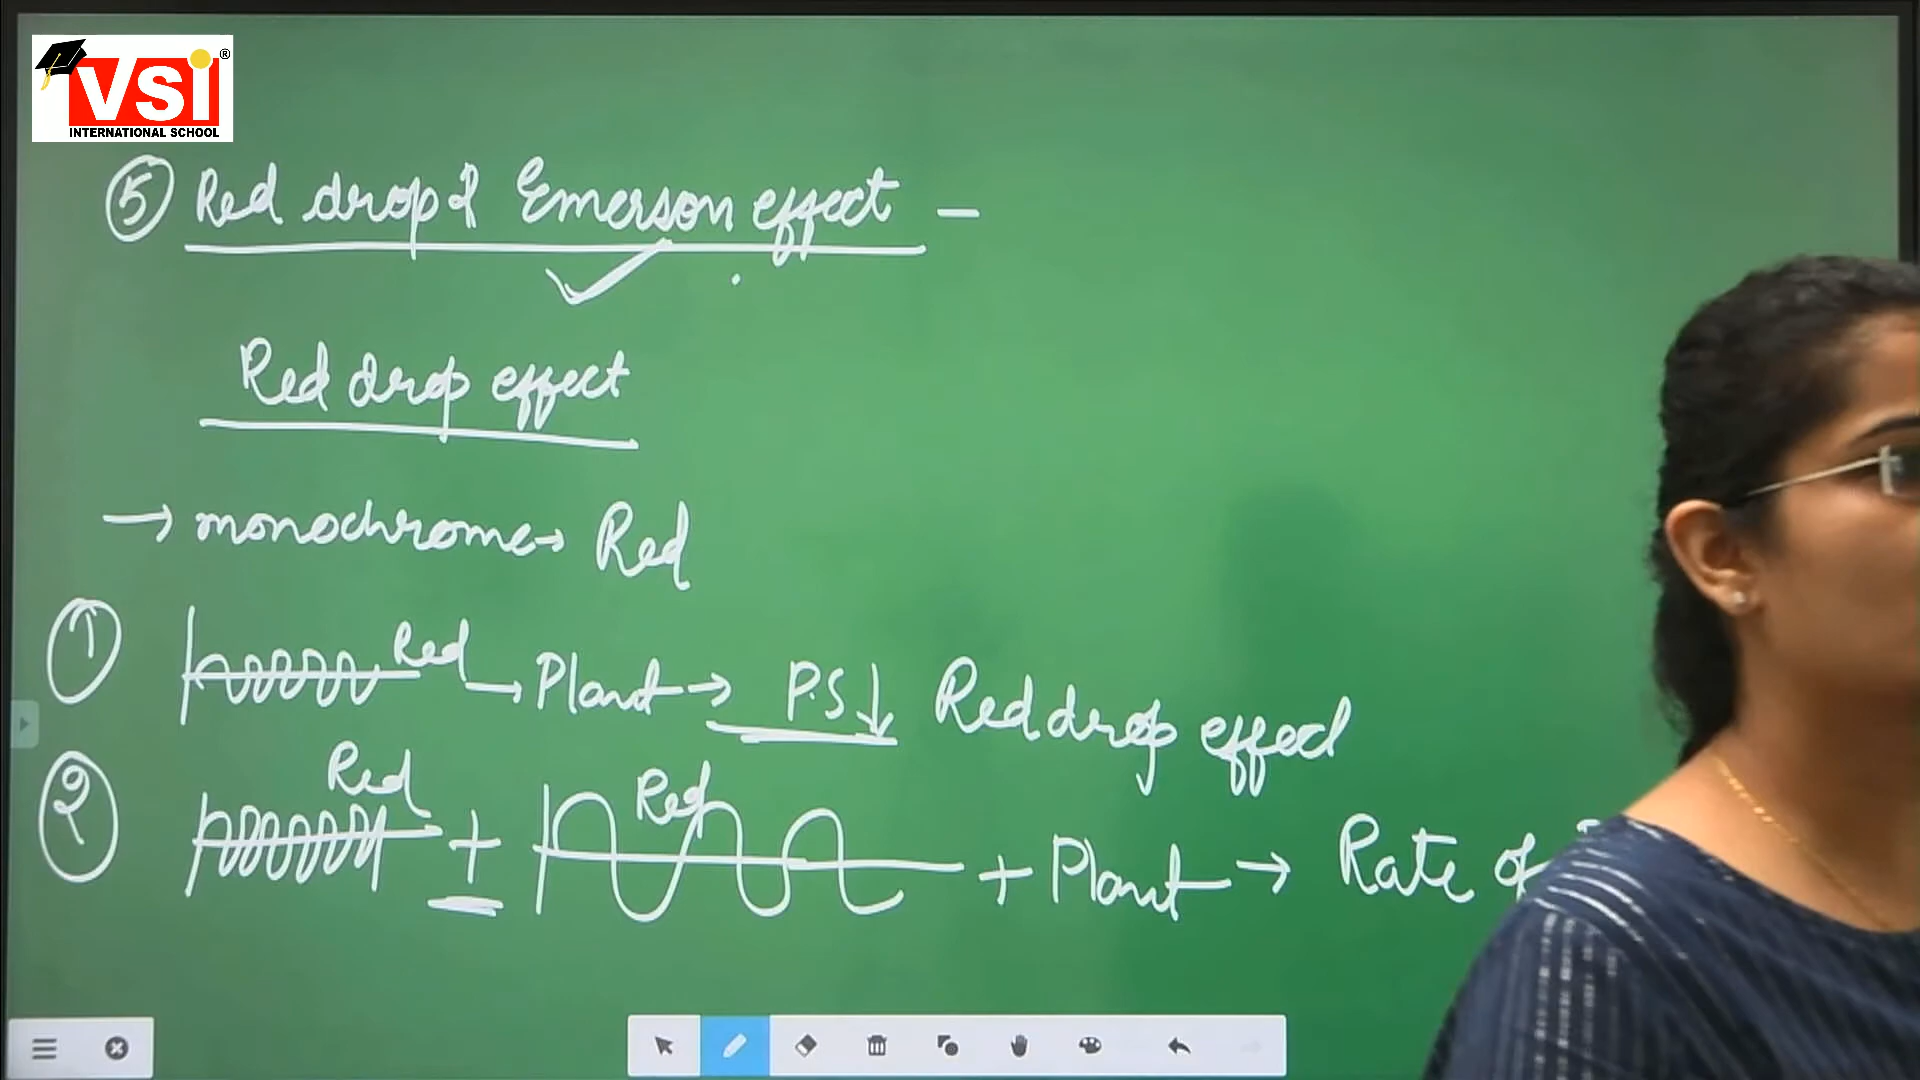 VSI®
INTERNATIONAL SCHOOL
⑤ Red drop & Emerson effect –
Red drop effect
→ monochrome → Red
① Red → Plant → P.S↓ Red drop effect
② Red + Red + Plant → Rate of